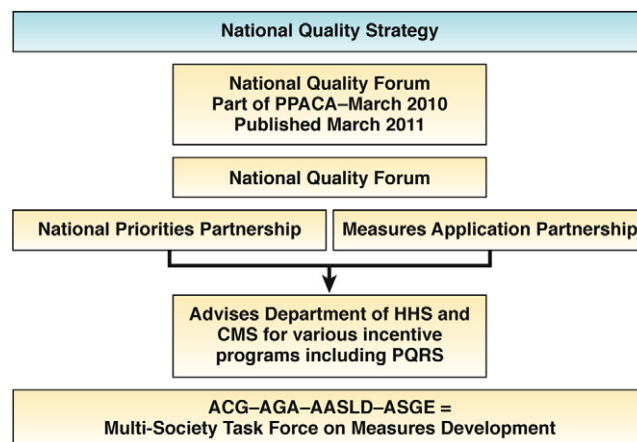 National Quality Strategy
National Quality Forum
Part of PPACA–March 2010
Published March 2011
National Quality Forum
National Priorities Partnership
Measures Application Partnership
Advises Department of HHS and
CMS for various incentive
programs including PQRS
ACG–AGA–AASLD–ASGE =
Multi-Society Task Force on Measures Development